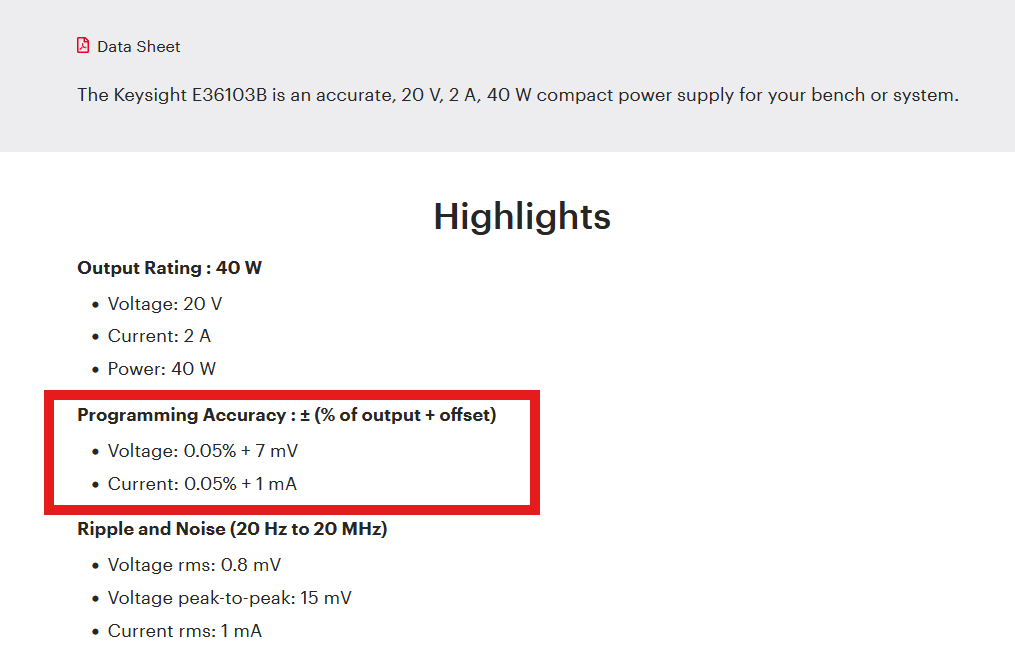 Data Sheet
The Keysight E36103B is an accurate, 20 V, 2 A, 40 W compact power supply for your bench or system.
Highlights
Output Rating : 40 W
• Voltage: 20 V
• Current: 2 A
• Power: 40 W
Programming Accuracy : ± (% of output + offset)
• Voltage: 0.05% + 7 mV
• Current: 0.05% + 1 mA
Ripple and Noise (20 Hz to 20 MHz)
• Voltage rms: 0.8 mV
• Voltage peak-to-peak: 15 mV
• Current rms: 1 mA